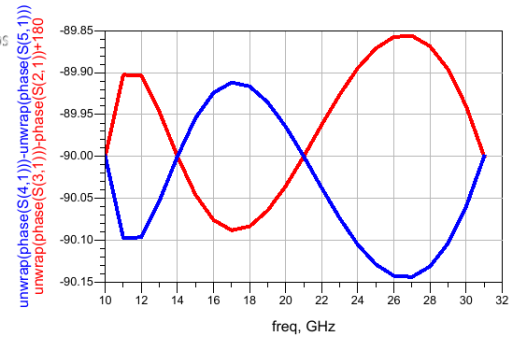 unwrap(phase(S(4,1)))-unwrap(phase(S(5,1)))
unwrap(phase(S(3,1)))-phase(S(2,1))+180
-89.85
-89.90
-89.95
-90.00
-90.05
-90.10
-90.15
10 12 14 16 18 20 22 24 26 28 30 32
freq, GHz